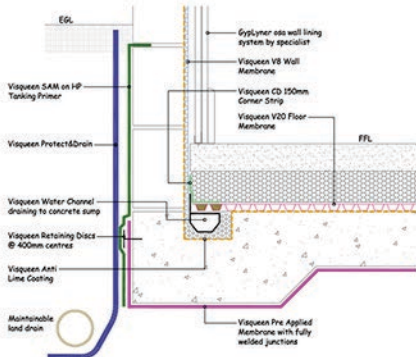 EGL
GypLyner osa wall lining
system by specialist
Visqueen V8 Wall
Membrane
Visqueen CD 150mm
Corner Strip
Visqueen V20 Floor
Membrane
FFL
Visqueen SAM on HP
Tanking Primer
Visqueen Protect&Drain
Visqueen Water Channel
draining to concrete sump
Visqueen Retaining Discs
@ 400mm centres
Visqueen Anti
Lime Coating
Maintainable
land drain
Visqueen Pre Applied
Membrane with fully
welded junctions